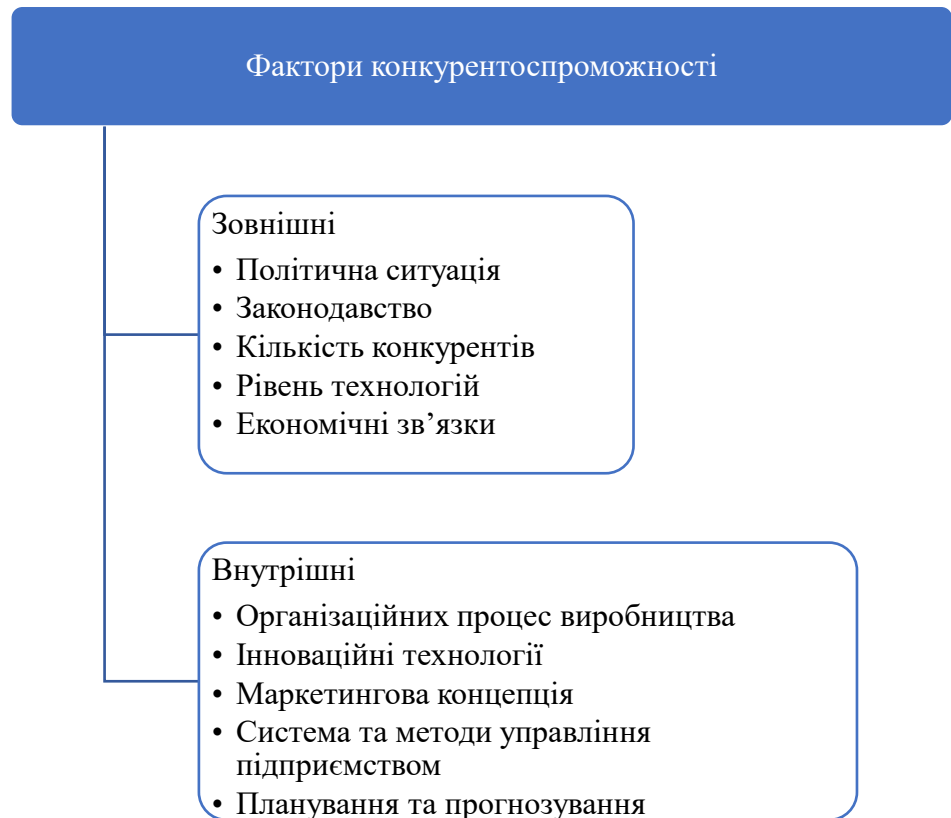 Фактори конкурентоспроможності
Зовнішні
• Політична ситуація
• Законодавство
• Кількість конкурентів
• Рівень технологій
• Економічні зв’язки
Внутрішні
• Організаційних процес виробництва
• Інноваційні технології
• Маркетингова концепція
• Система та методи управління
підприємством
• Планування та прогнозування